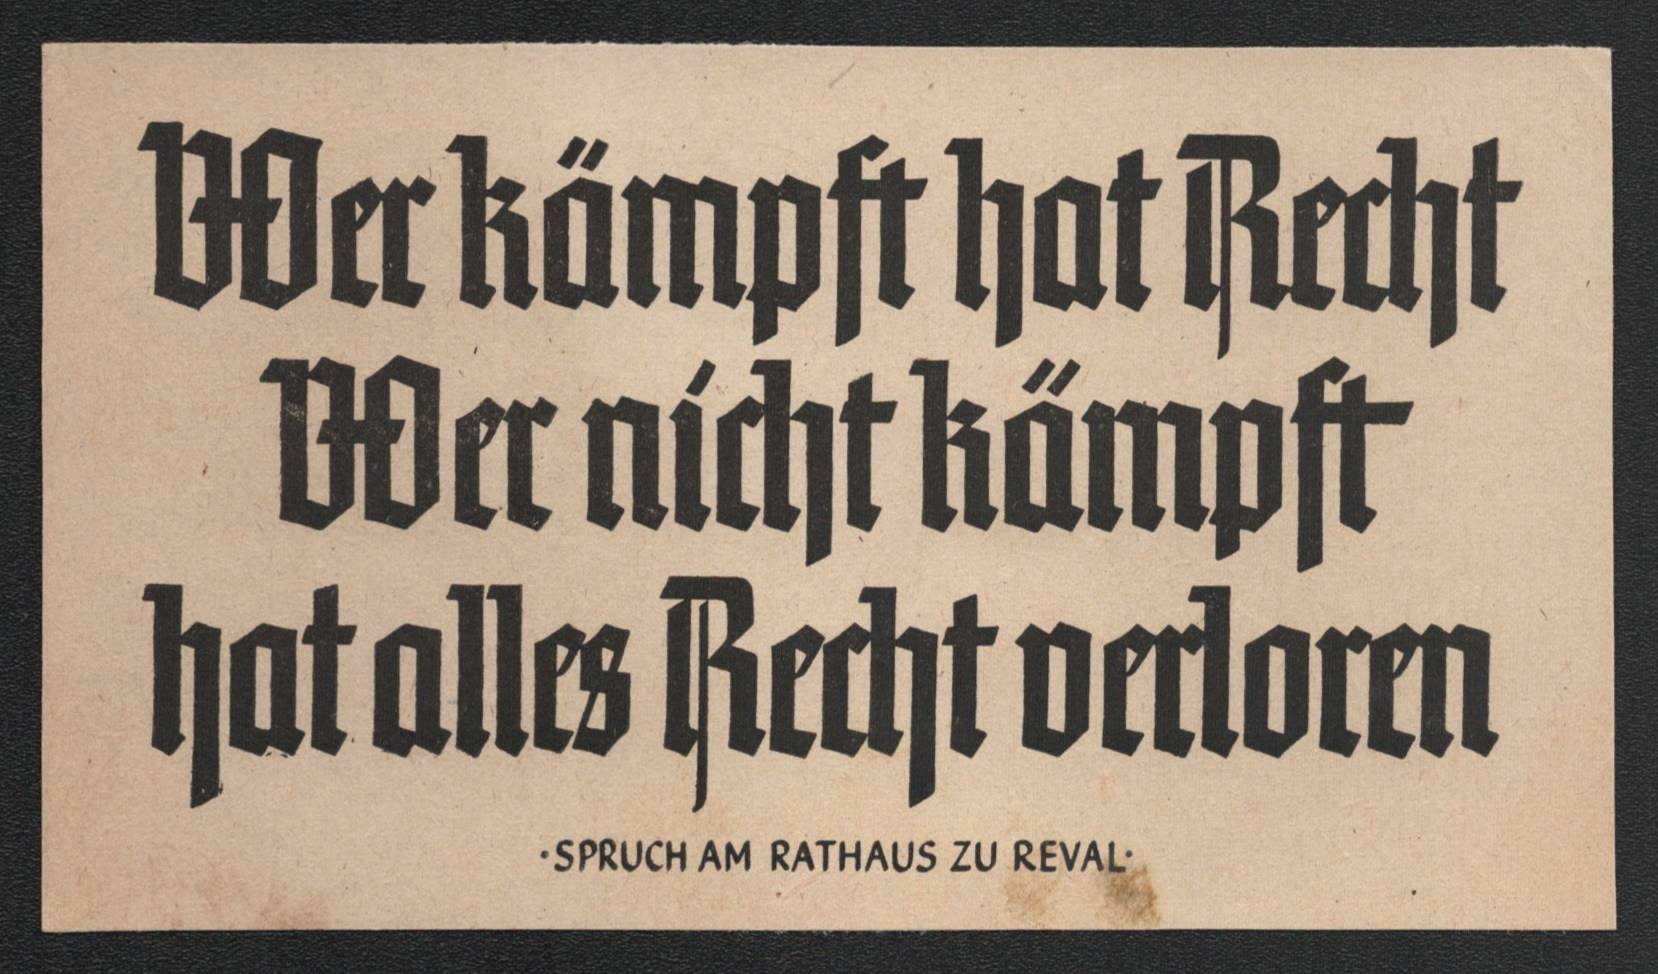 Wer kämpft hat Recht
Wer nicht kämpft
hat alles Recht verloren
·SPRUCH AM RATHAUS ZU REVAL·